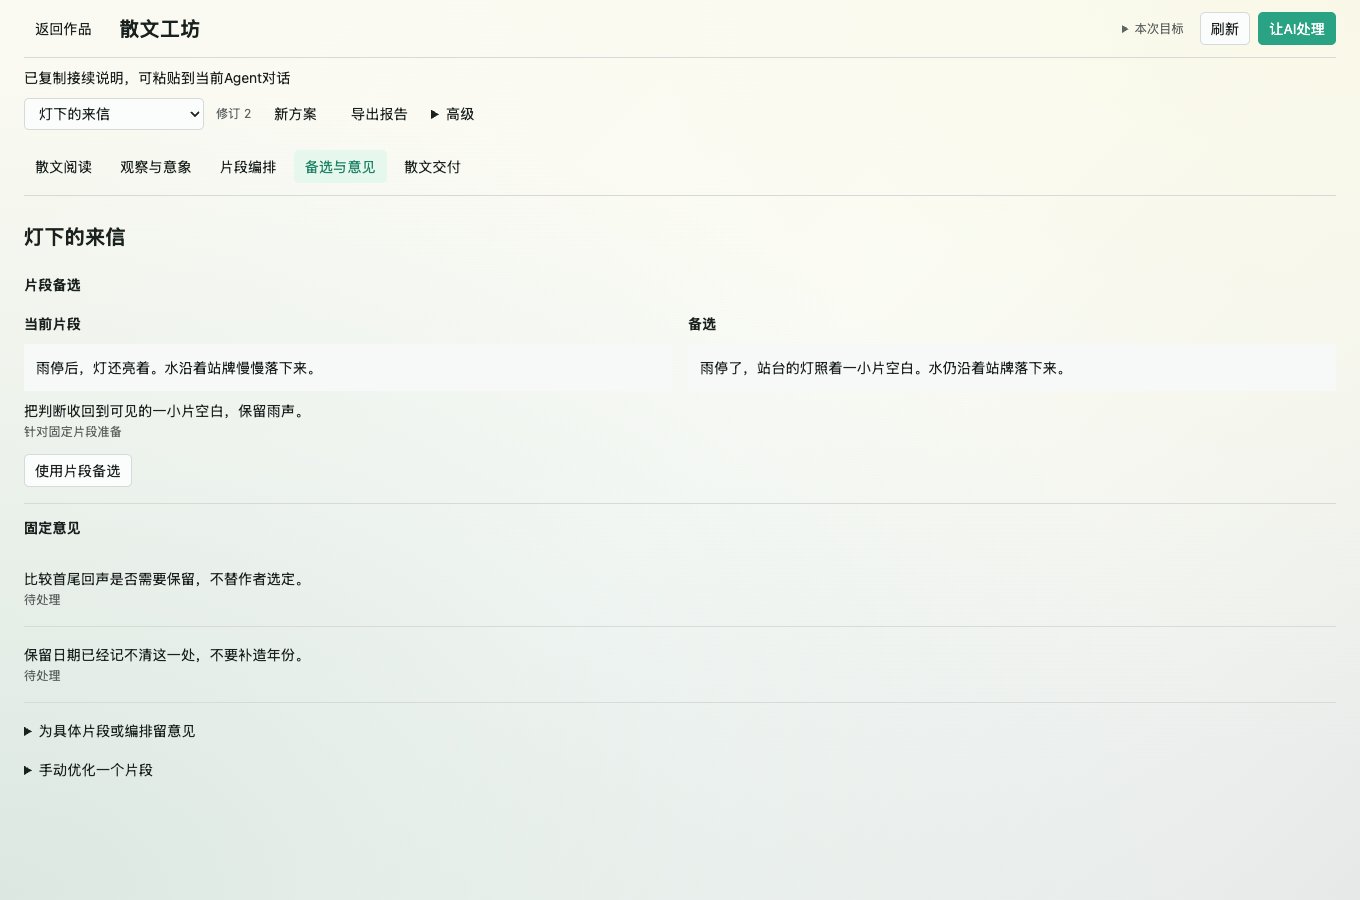 返回作品
散文工坊
本次目标
刷新
让AI处理
已复制接续说明，可粘贴到当前Agent对话
灯下的来信
修订 2
新方案
导出报告
高级
散文阅读
观察与意象
片段编排
备选与意见
散文交付
灯下的来信
片段备选
当前片段
备选
雨停后，灯还亮着。水沿着站牌慢慢落下来。
雨停了，站台的灯照着一小片空白。水仍沿着站牌落下来。
把判断收回到可见的一小片空白，保留雨声。
针对固定片段准备
使用片段备选
固定意见
比较首尾回声是否需要保留，不替作者选定。
待处理
保留日期已经记不清这一处，不要补造年份。
待处理
为具体片段或编排留意见
手动优化一个片段